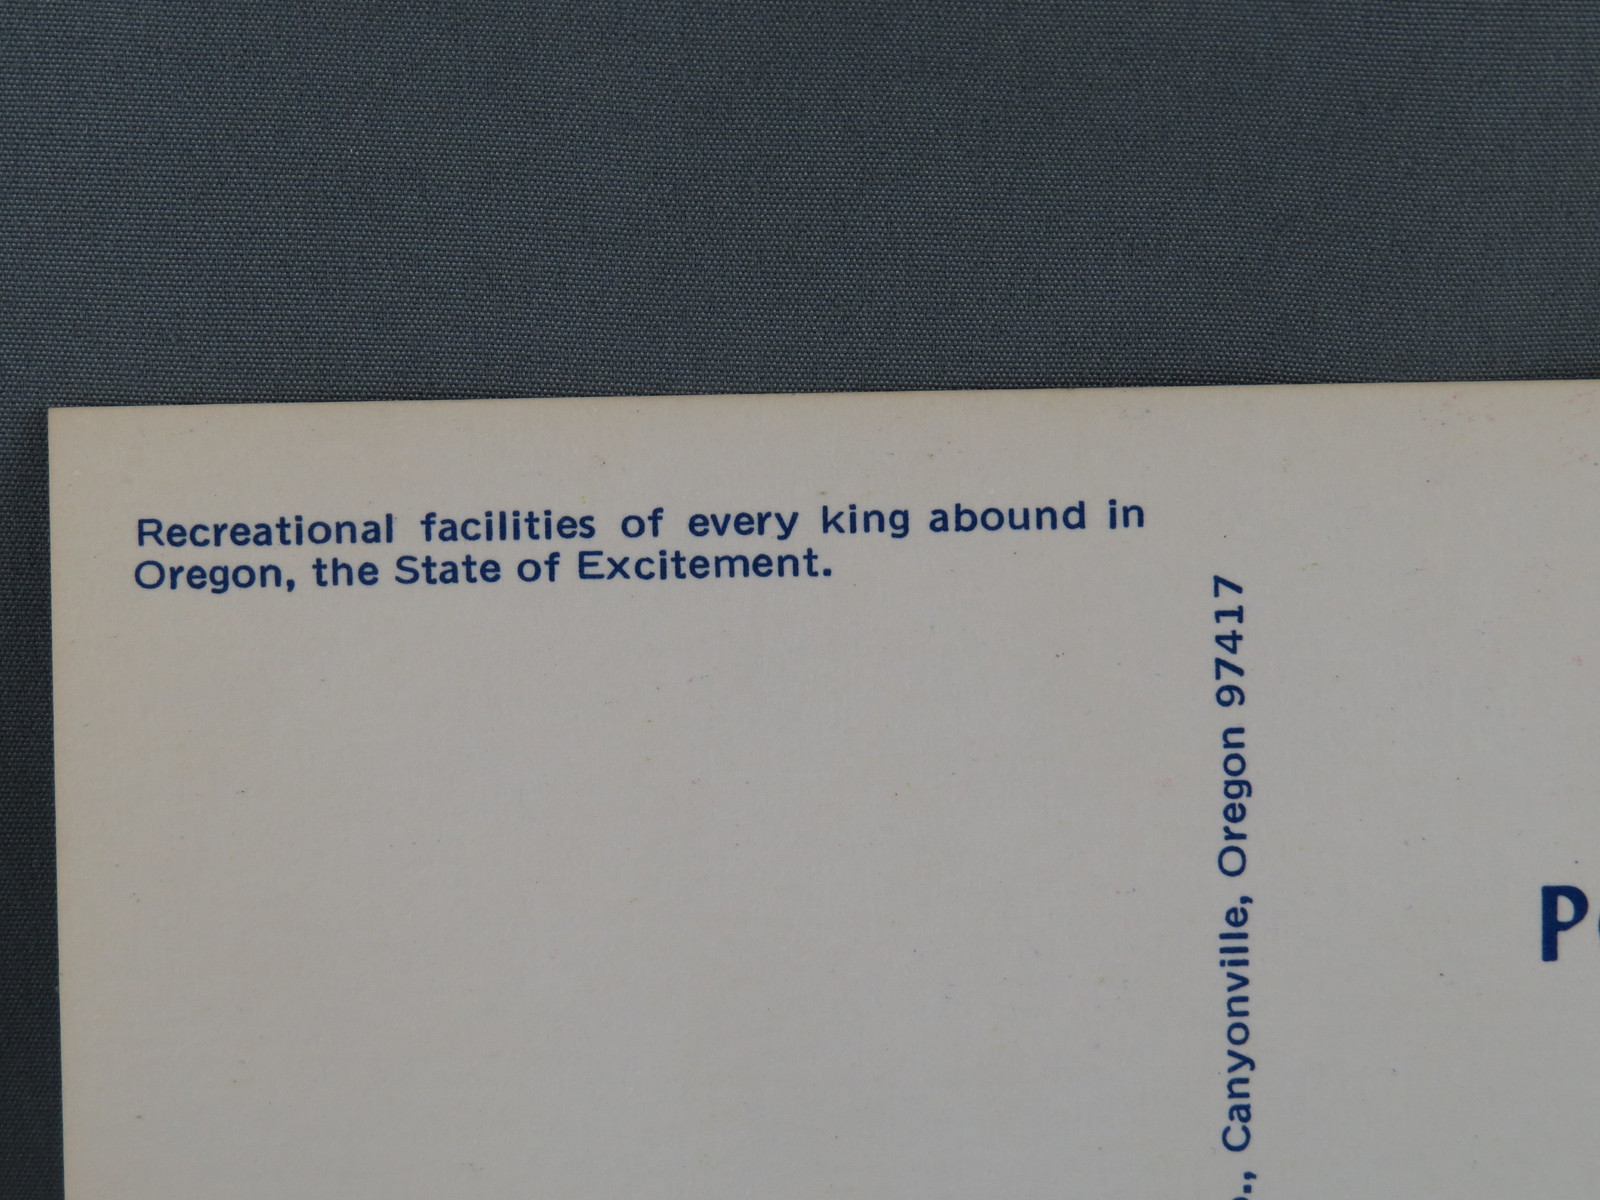 Recreational facilities of every king abound in
Oregon, the State of Excitement.
Canyonville, Oregon 97417